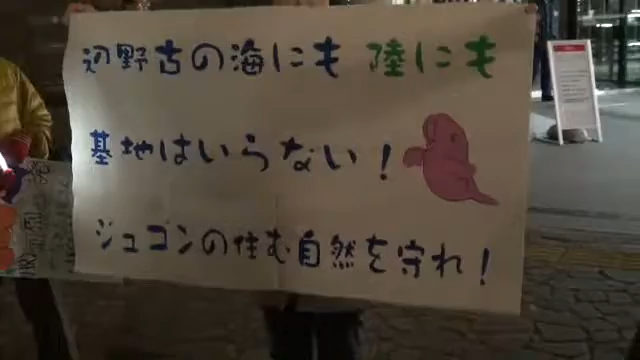 辺野古の海にも 陸にも
基地はいらない！
ジュゴンの住む自然を守れ！